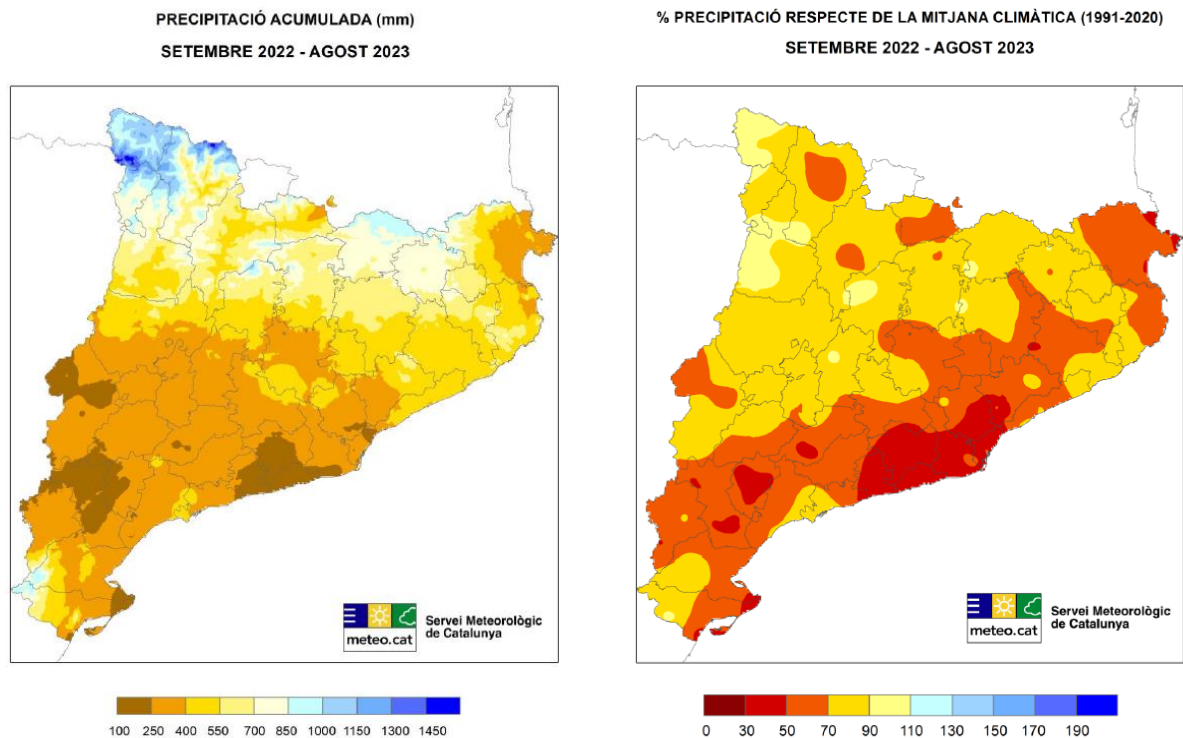 PRECIPITACIÓ ACUMULADA (mm)
SETEMBRE 2022 - AGOST 2023
Servei Meteorològic
de Catalunya
meteo.cat
100 250 400 550 700 850 1000 1150 1300 1450
% PRECIPITACIÓ RESPECTE DE LA MITJANA CLIMÀTICA (1991-2020)
SETEMBRE 2022 - AGOST 2023
Servei Meteorològic
de Catalunya
meteo.cat
0 30 50 70 90 110 130 150 170 190